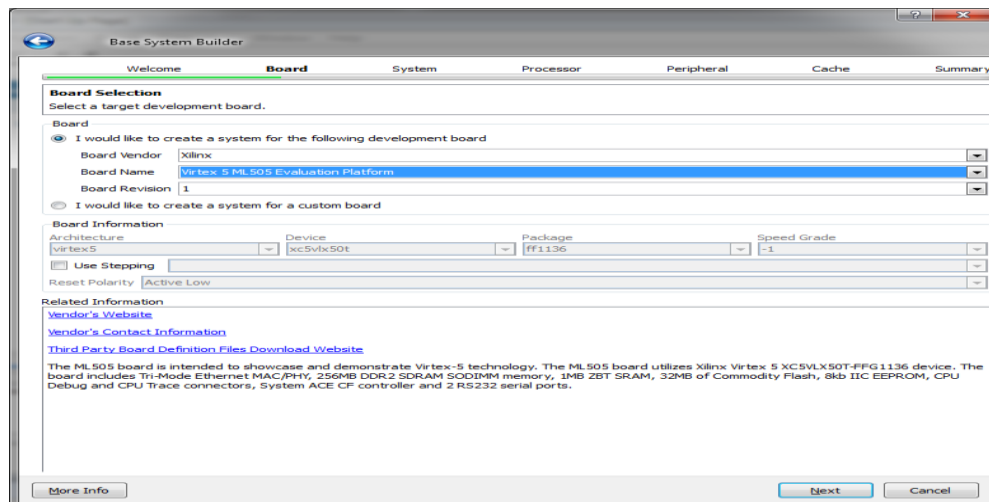 Base System Builder
Welcome Board System Processor Peripheral Cache Summary
Board Selection
Select a target development board.
Board
I would like to create a system for the following development board
Board Vendor Xilinx
Board Name Virtex 5 ML505 Evaluation Platform
Board Revision 1
I would like to create a system for a custom board
Board Information
Architecture Device Package Speed Grade
virtex5 xc5vlx50t ff1136 -1
Use Stepping
Reset Polarity Active Low
Related Information
Vendor's Website
Vendor's Contact Information
Third Party Board Definition Files Download Website
The ML505 board is intended to showcase and demonstrate Virtex-5 technology. The ML505 board utilizes Xilinx Virtex 5 XC5VLX50T-FFG1136 device. The
board includes Tri-Mode Ethernet MAC/PHY, 256MB DDR2 SDRAM SODIMM memory, 1MB ZBT SRAM, 32MB of Commodity Flash, 8kb IIC EEPROM, CPU
Debug and CPU Trace connectors, System ACE CF controller and 2 RS232 serial ports.
More Info Next Cancel